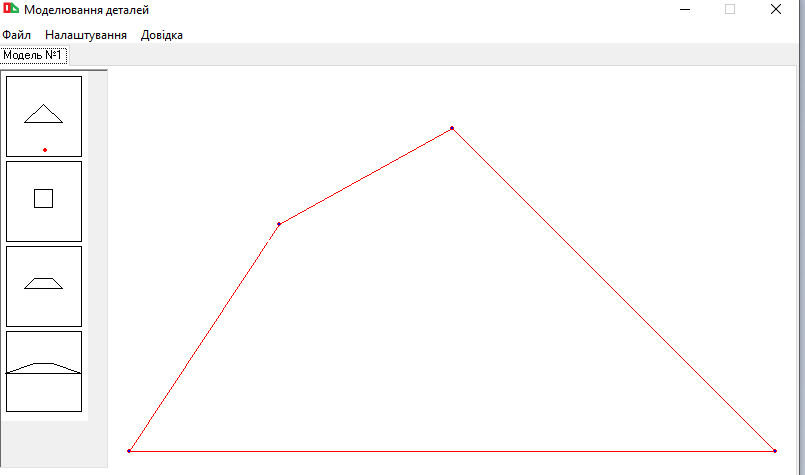 Моделювання деталей
Файл Налаштування Довідка
Модель №1